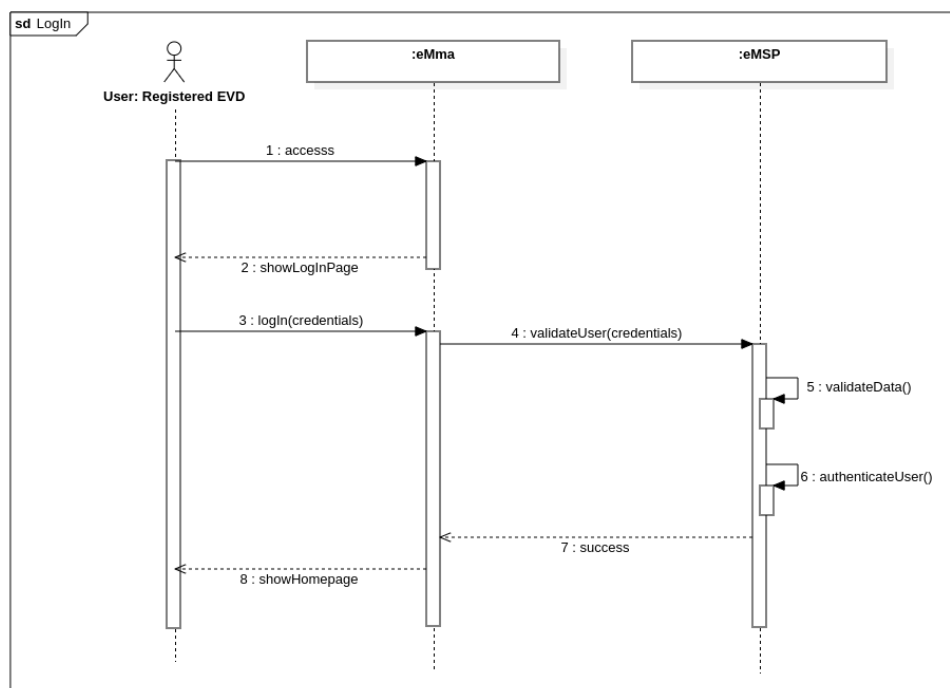 sd LogIn
:eMma
:eMSP
User: Registered EVD
1 : accesss
2 : showLogInPage
3 : logIn(credentials)
4 : validateUser(credentials)
5 : validateData()
6 : authenticateUser()
7 : success
8 : showHomepage